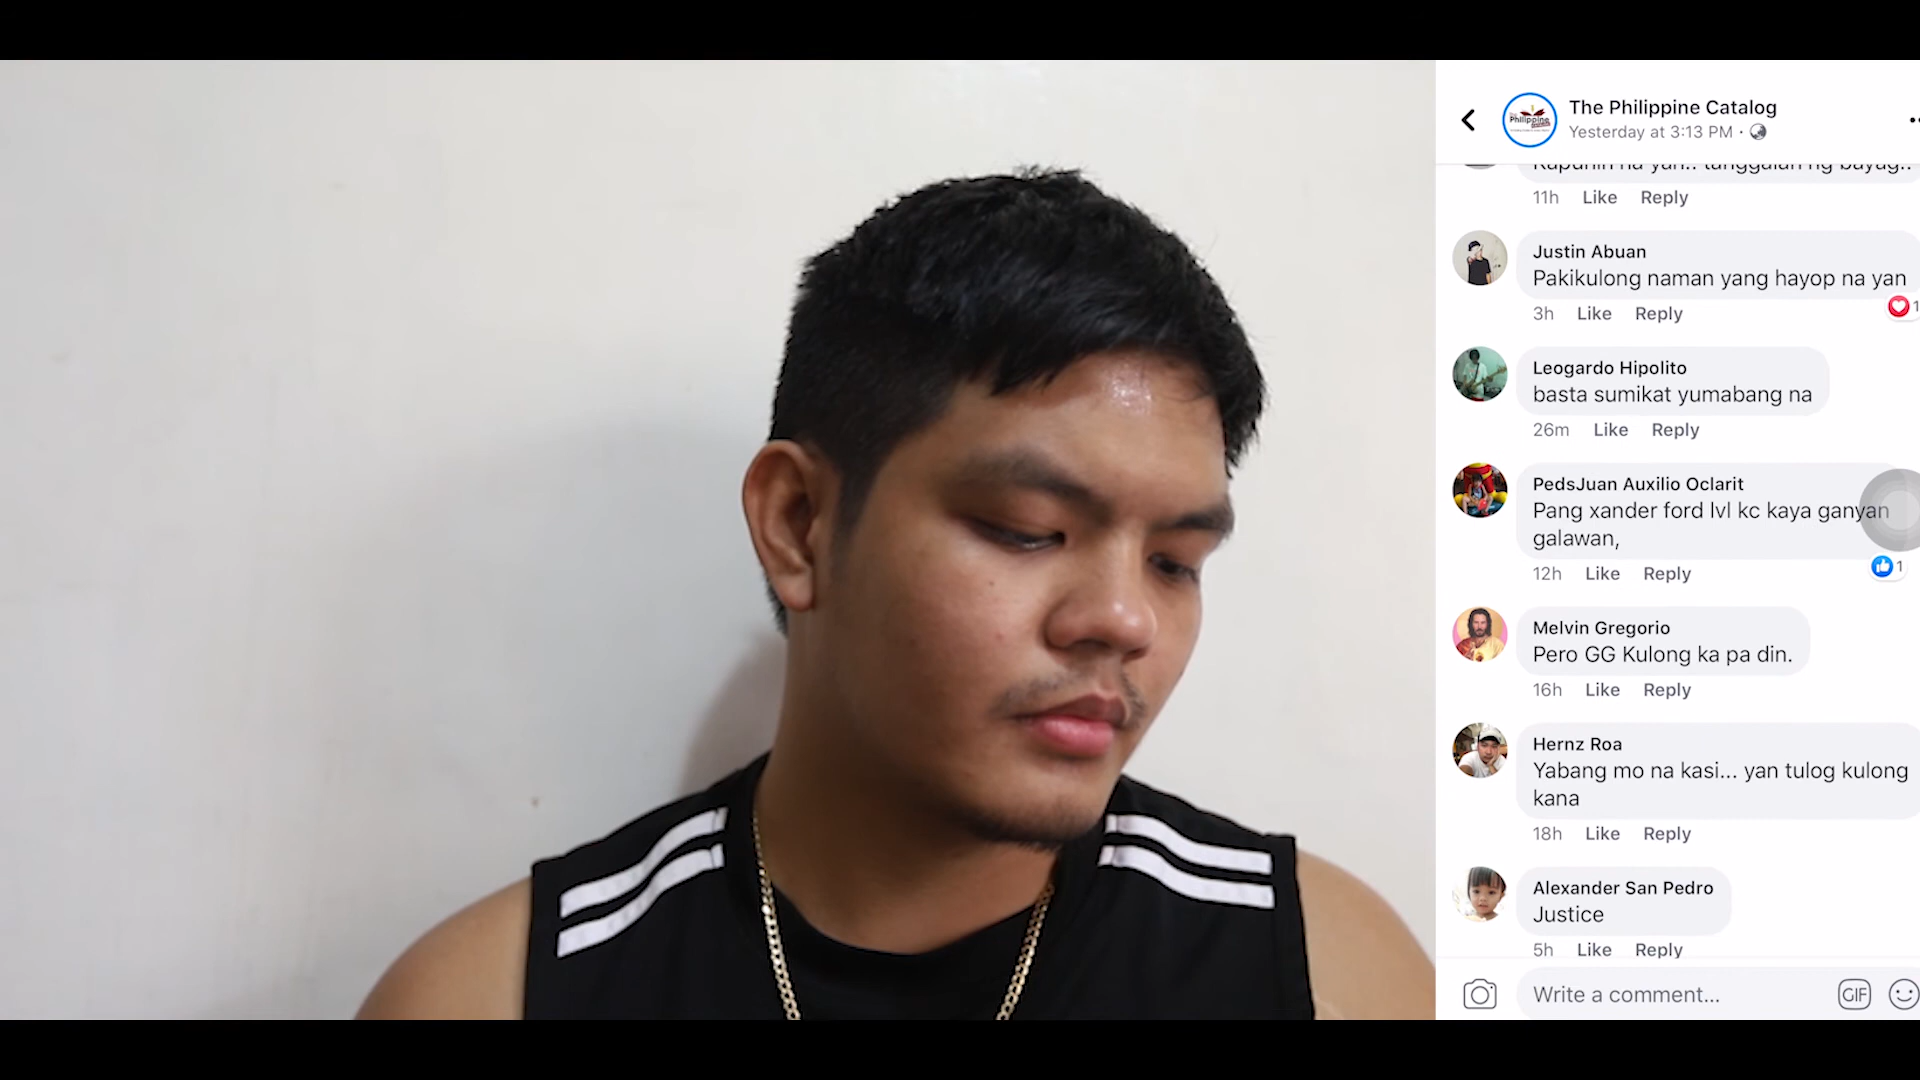 The Philippine Catalog
Yesterday at 3:13 PM ·
11h Like Reply
Justin Abuan
Pakikulong naman yang hayop na yan
3h Like Reply
1
Leogardo Hipolito
basta sumikat yumabang na
26m Like Reply
PedsJuan Auxilio Oclarit
Pang xander ford lvl kc kaya ganyan
galawan,
12h Like Reply
1
Melvin Gregorio
Pero GG Kulong ka pa din.
16h Like Reply
Hernz Roa
Yabang mo na kasi... yan tulog kulong
kana
18h Like Reply
Alexander San Pedro
Justice
5h Like Reply
Write a comment...
GIF